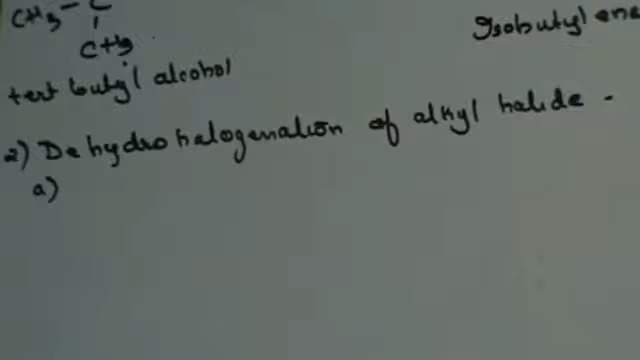 CH3 - C
CH3
Isobutylene
tert butyl alcohol
2) Dehydrohalogenation of alkyl halide .
a)